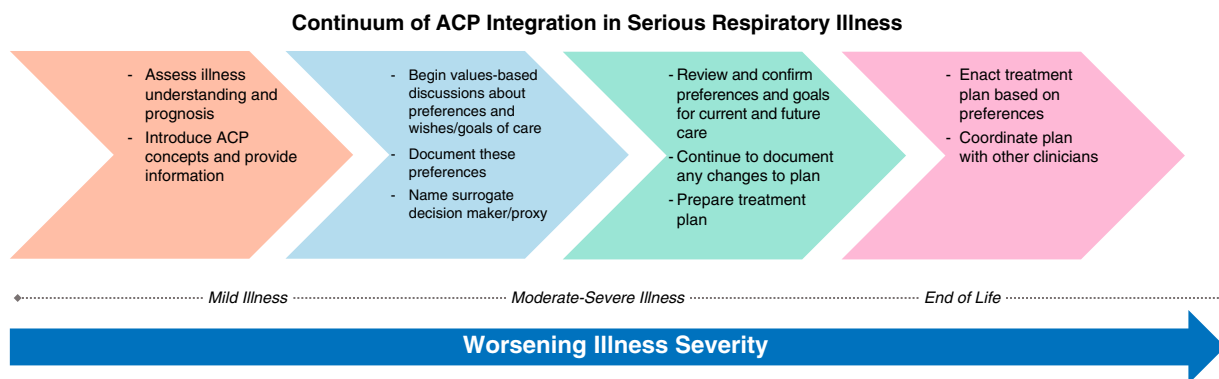 Continuum of ACP Integration in Serious Respiratory Illness
- Assess illness
understanding and
prognosis
- Introduce ACP
concepts and provide
information
- Begin values-based
discussions about
preferences and
wishes/goals of care
- Document these
preferences
- Name surrogate
decision maker/proxy
- Review and confirm
preferences and goals
for current and future
care
- Continue to document
any changes to plan
- Prepare treatment
plan
- Enact treatment
plan based on
preferences
- Coordinate plan
with other clinicians
Mild Illness
Moderate-Severe Illness
End of Life
Worsening Illness Severity